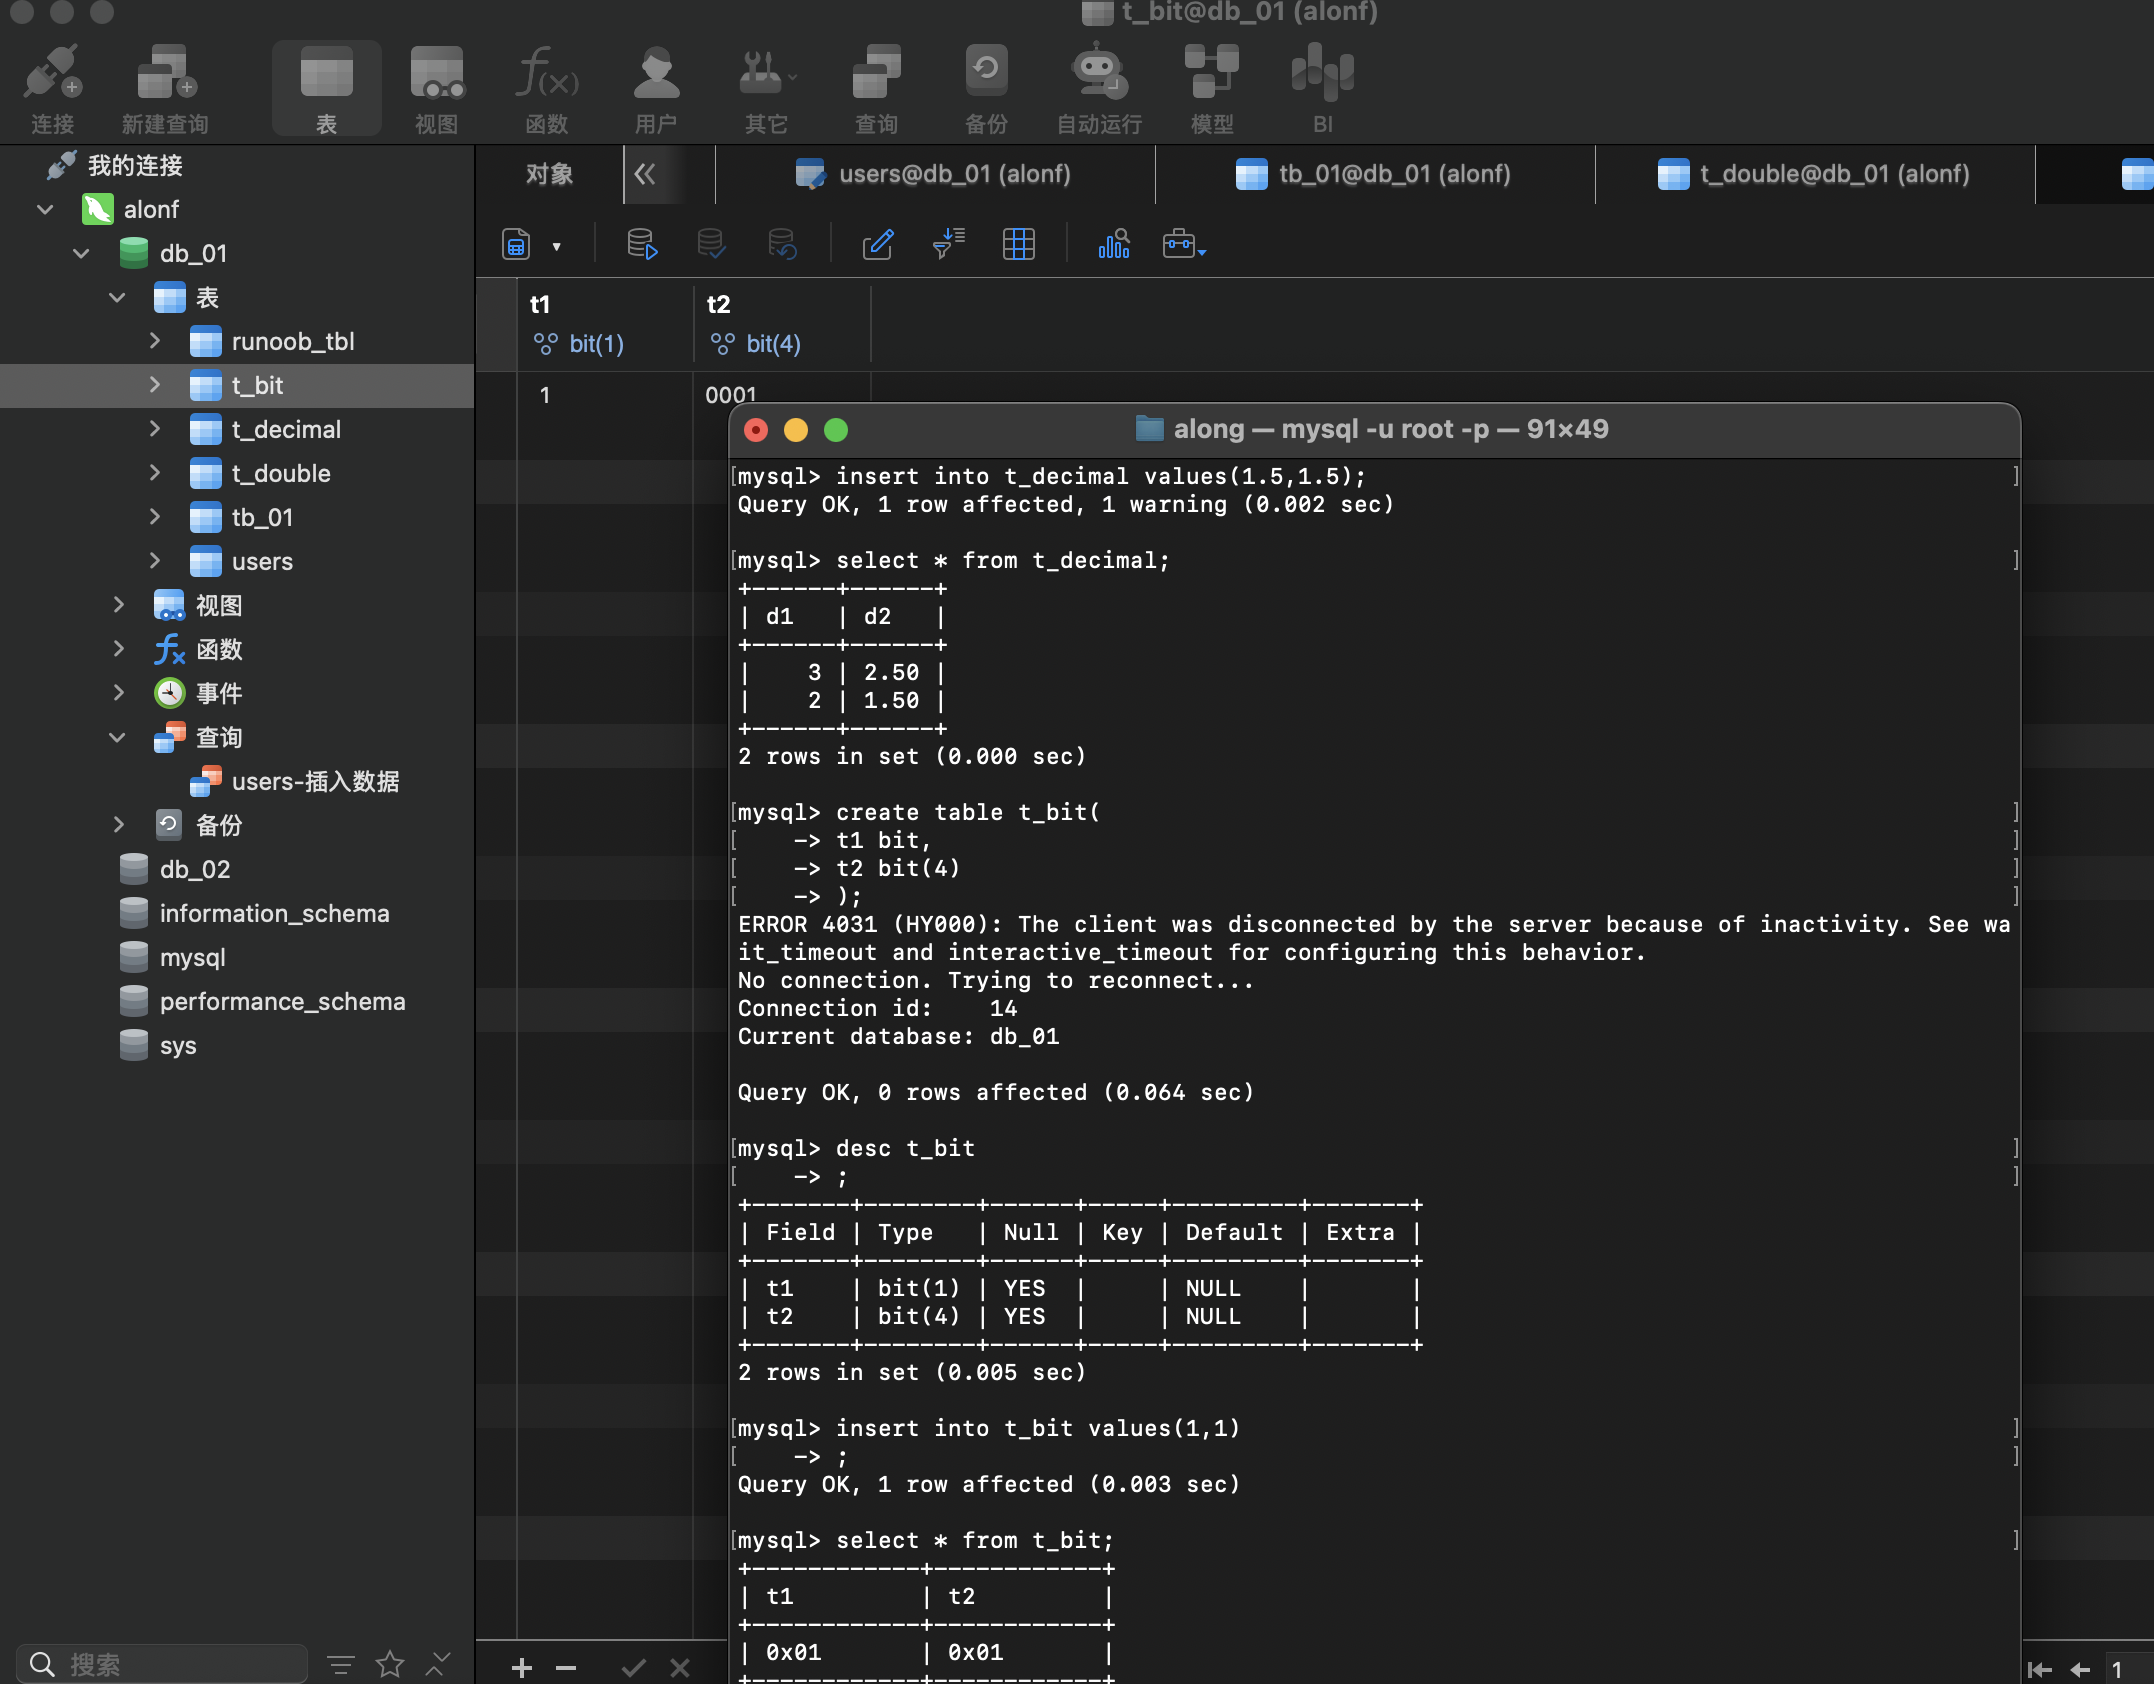 t_bit@db_01 (alonf)
连接
新建查询
表
视图
函数
用户
其它
查询
备份
自动运行
模型
BI
我的连接
alonf
db_01
表
runoob_tbl
t_bit
t_decimal
t_double
tb_01
users
视图
函数
事件
查询
users-插入数据
备份
db_02
information_schema
mysql
performance_schema
sys
搜索
对象
users@db_01 (alonf)
tb_01@db_01 (alonf)
t_double@db_01 (alonf)
t1 t2
bit(1) bit(4)
1 0001
along — mysql -u root -p — 91×49
mysql> insert into t_decimal values(1.5,1.5);
Query OK, 1 row affected, 1 warning (0.002 sec)
mysql> select * from t_decimal;
+------+------+
| d1   | d2   |
+------+------+
|    3 | 2.50 |
|    2 | 1.50 |
+------+------+
2 rows in set (0.000 sec)
mysql> create table t_bit(
    -> t1 bit,
    -> t2 bit(4)
    -> );
ERROR 4031 (HY000): The client was disconnected by the server because of inactivity. See wa
it_timeout and interactive_timeout for configuring this behavior.
No connection. Trying to reconnect...
Connection id:    14
Current database: db_01
Query OK, 0 rows affected (0.064 sec)
mysql> desc t_bit
    -> ;
+-------+--------+------+-----+---------+-------+
| Field | Type   | Null | Key | Default | Extra |
+-------+--------+------+-----+---------+-------+
| t1    | bit(1) | YES  |     | NULL    |       |
| t2    | bit(4) | YES  |     | NULL    |       |
+-------+--------+------+-----+---------+-------+
2 rows in set (0.005 sec)
mysql> insert into t_bit values(1,1)
    -> ;
Query OK, 1 row affected (0.003 sec)
mysql> select * from t_bit;
+------------+------------+
| t1         | t2         |
+------------+------------+
| 0x01       | 0x01       |
+------------+------------+
1